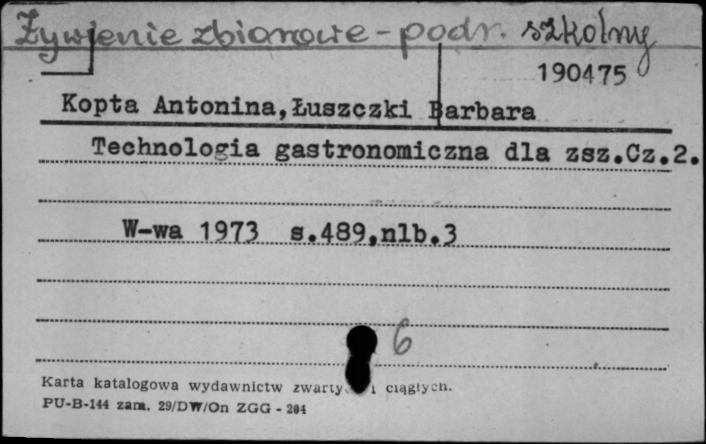 Żywienie zbiorowe - podr. szkolny
190475
Kopta Antonina,Łuszczki Barbara
Technologia gastronomiczna dla zsz.Cz.2.
W-wa 1973 s.489,nlb.3
6
Karta katalogowa wydawnictw i ciągłych.
PU-B-144 zam. 29/DW/On ZGG - 204